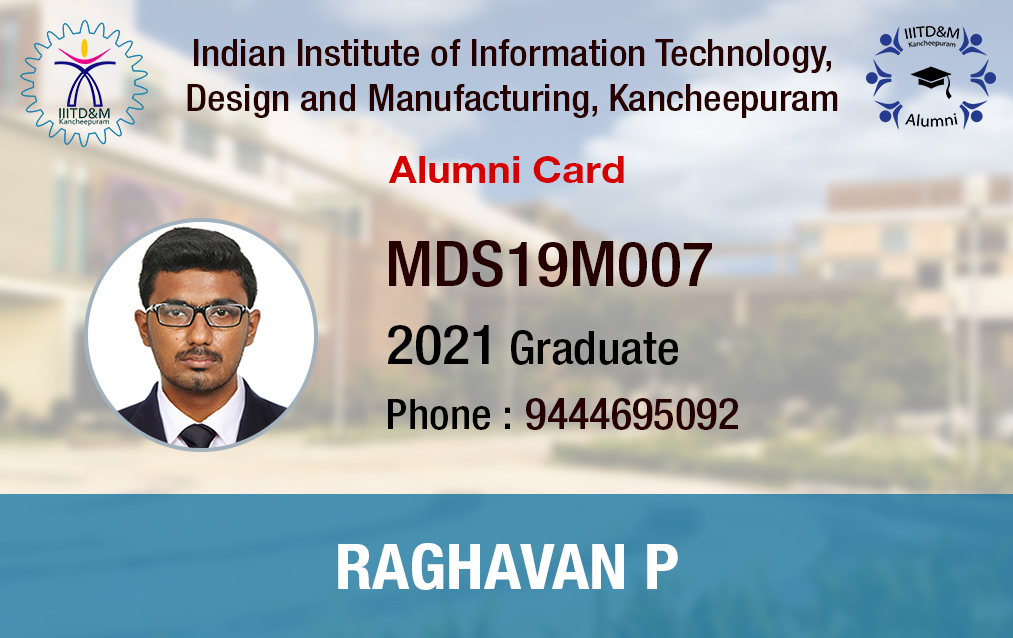 IIITD&M
Kancheepuram
Indian Institute of Information Technology,
Design and Manufacturing, Kancheepuram
IIITD&M
Kancheepuram
Alumni
Alumni Card
MDS19M007
2021 Graduate
Phone : 9444695092
RAGHAVAN P